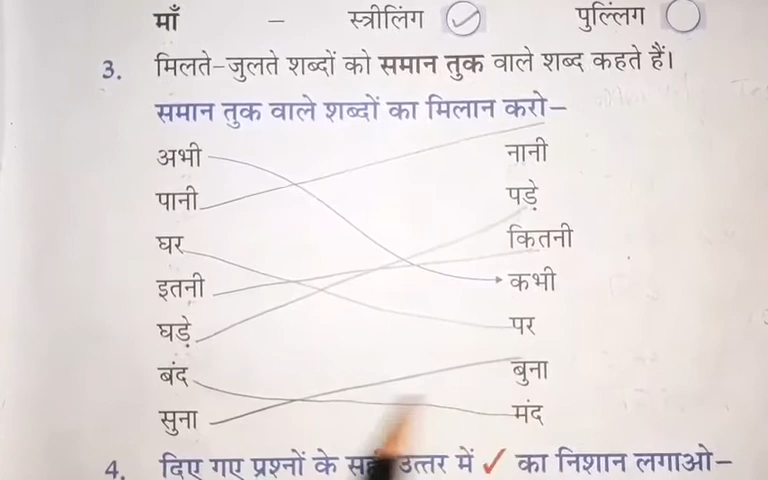 माँ – स्त्रीलिंग ✓ पुल्लिंग
3. मिलते-जुलते शब्दों को समान तुक वाले शब्द कहते हैं।
समान तुक वाले शब्दों का मिलान करो–
अभी नानी
पानी पड़े
घर कितनी
इतनी कभी
घड़े पर
बंद बुना
सुना मंद
4. दिए गए प्रश्नों के उत्तर में ✓ का निशान लगाओ–